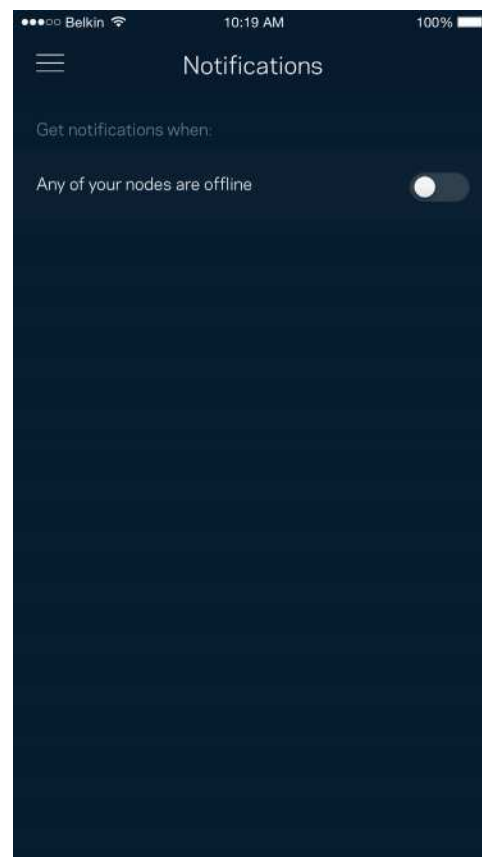 Belkin 10:19 AM 100%
Notifications
Get notifications when:
Any of your nodes are offline